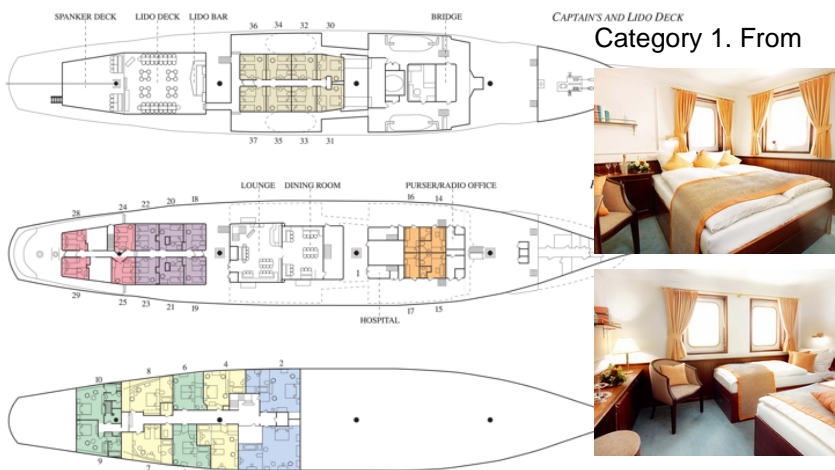 SPANKER DECK LIDO DECK LIDO BAR 36 34 32 30 BRIDGE CAPTAIN'S AND LIDO DECK
Category 1. From
37 35 33 31
28 24 22 20 18 LOUNGE DINING ROOM 16 14 PURSER/RADIO OFFICE
1
29 25 23 21 19 HOSPITAL 17 15
10 8 6 4 2
9 7